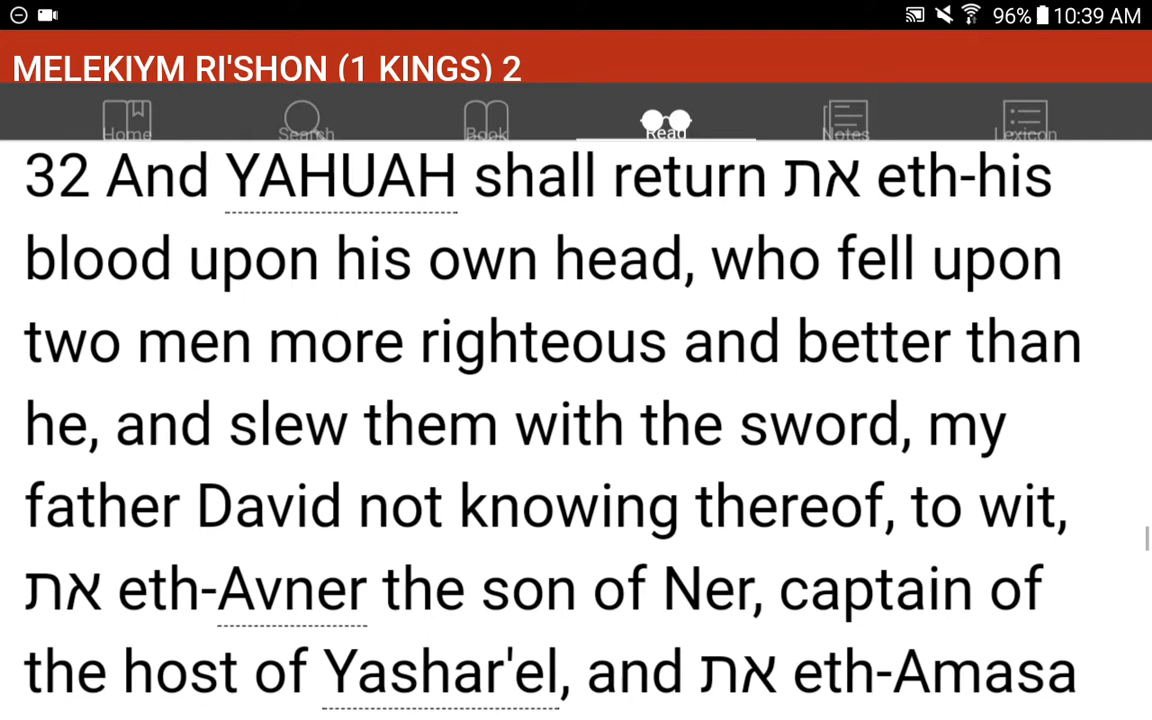 96% 10:39 AM
MELEKIYM RI'SHON (1 KINGS) 2
Home Search Book Read Notes Lexicon
32 And YAHUAH shall return את eth-his
blood upon his own head, who fell upon
two men more righteous and better than
he, and slew them with the sword, my
father David not knowing thereof, to wit,
את eth-Avner the son of Ner, captain of
the host of Yashar'el, and את eth-Amasa